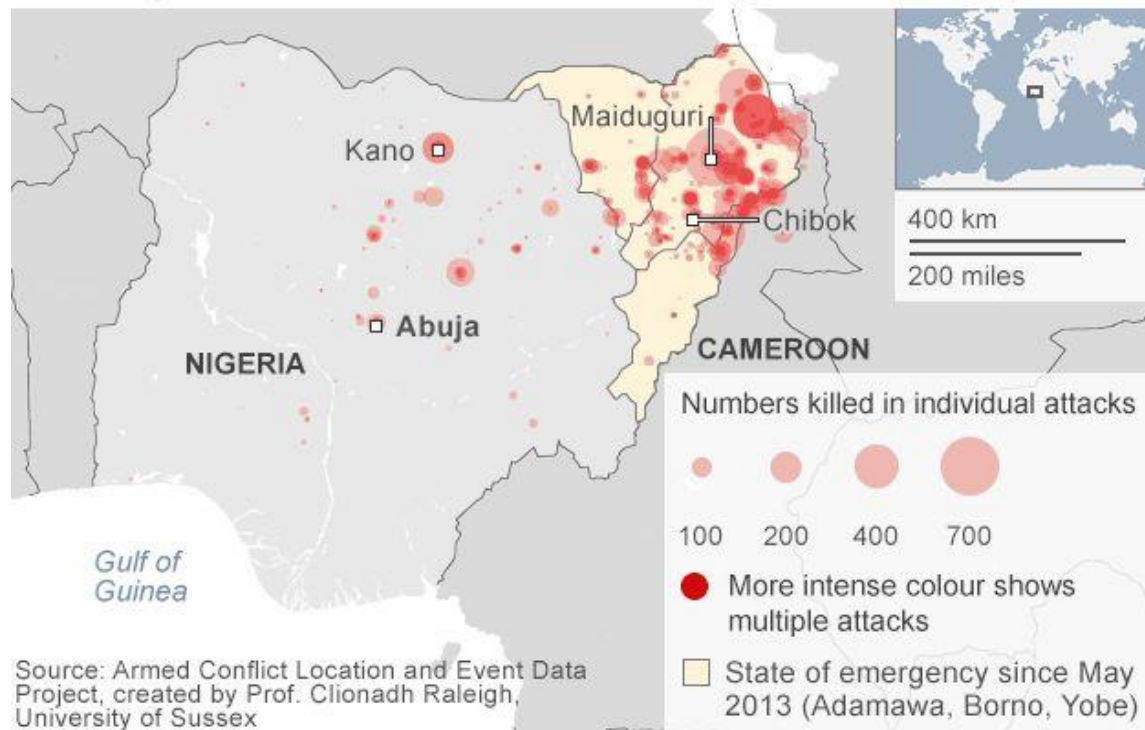 Maiduguri
Kano
Chibok
400 km
200 miles
Abuja
NIGERIA
CAMEROON
Numbers killed in individual attacks
100 200 400 700
More intense colour shows
multiple attacks
State of emergency since May
2013 (Adamawa, Borno, Yobe)
Gulf of
Guinea
Source: Armed Conflict Location and Event Data
Project, created by Prof. Clionadh Raleigh,
University of Sussex